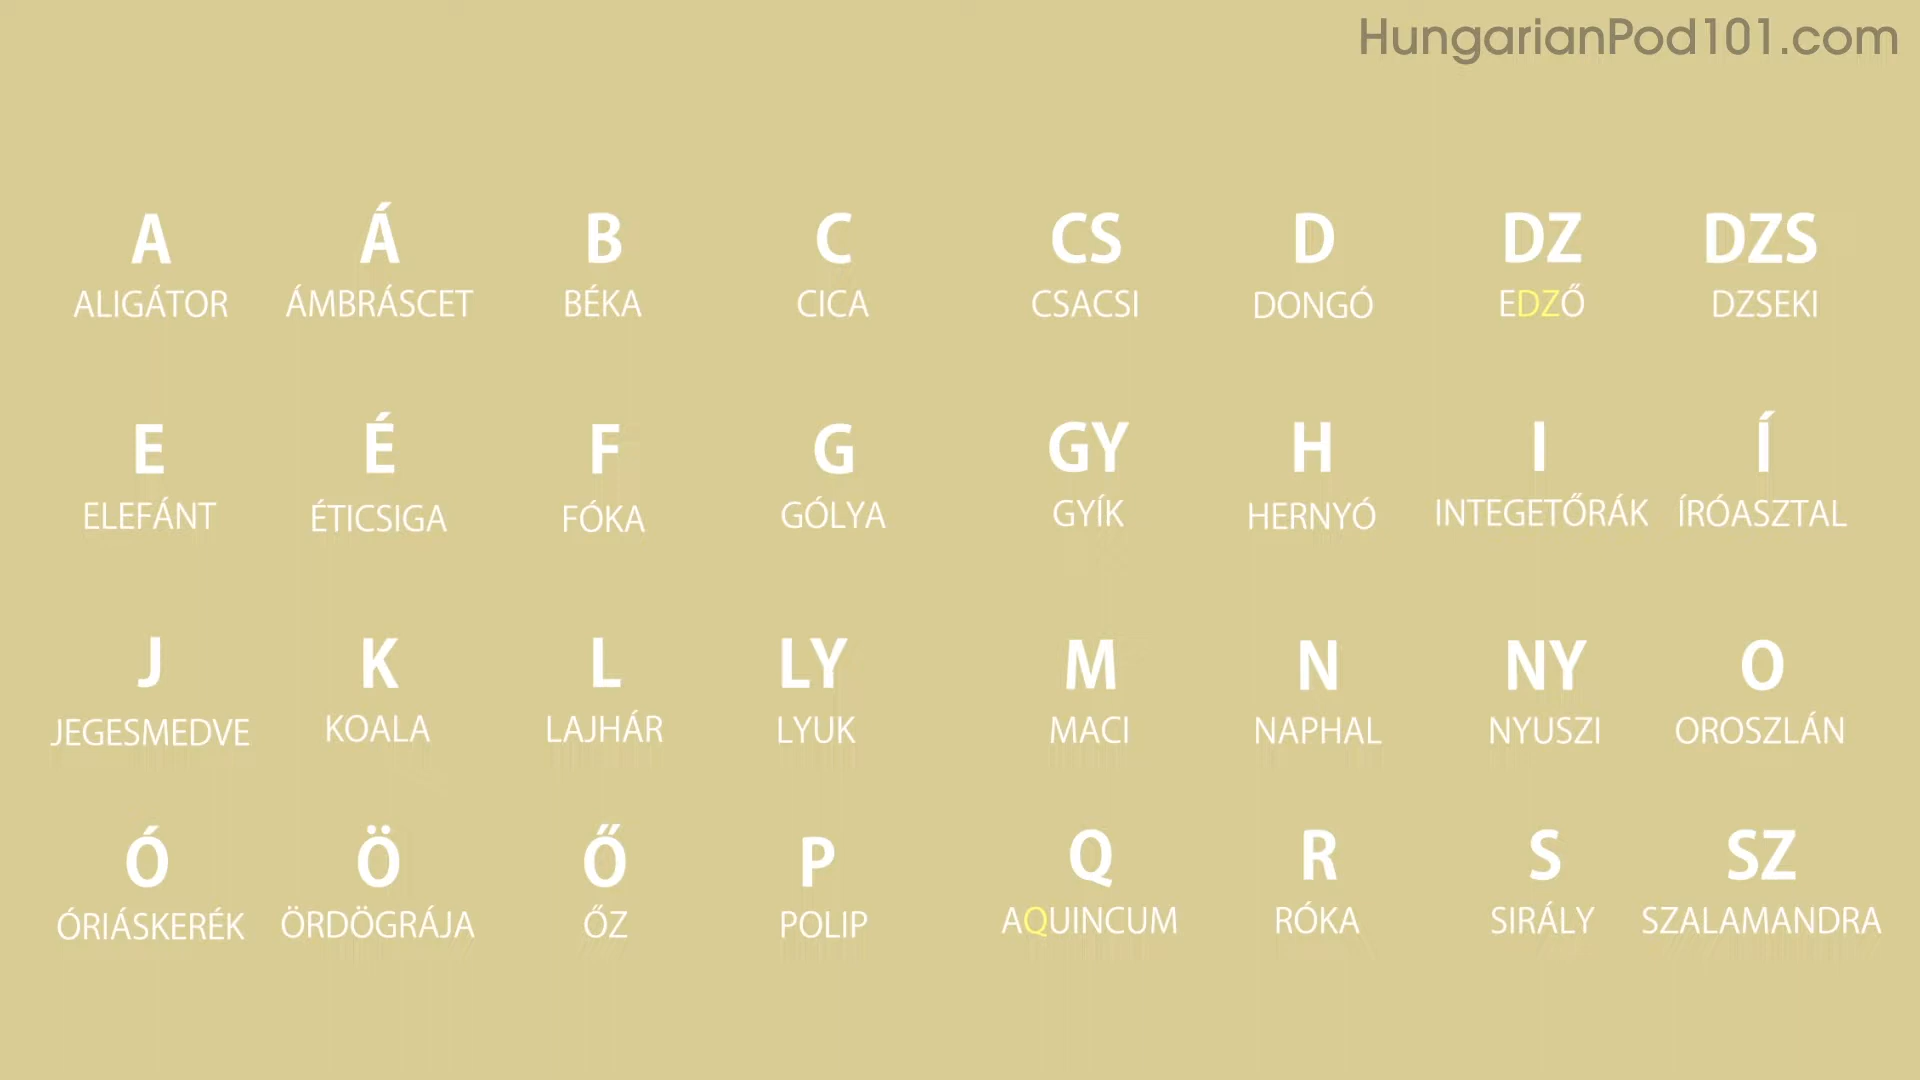 HungarianPod101.com
A Á B C CS D DZ DZS
ALIGÁTOR ÁMBRÁSCET BÉKA CICA CSACSI DONGÓ EDZŐ DZSEKI
E É F G GY H I Í
ELEFÁNT ÉTICSIGA FÓKA GÓLYA GYÍK HERNYÓ INTEGETŐRÁK ÍRÓASZTAL
J K L LY M N NY O
JEGESMEDVE KOALA LAJHÁR LYUK MACI NAPHAL NYUSZI OROSZLÁN
Ó Ö Ő P Q R S SZ
ÓRIÁSKERÉK ÖRDÖGRÁJA ŐZ POLIP AQUINCUM RÓKA SIRÁLY SZALAMANDRA